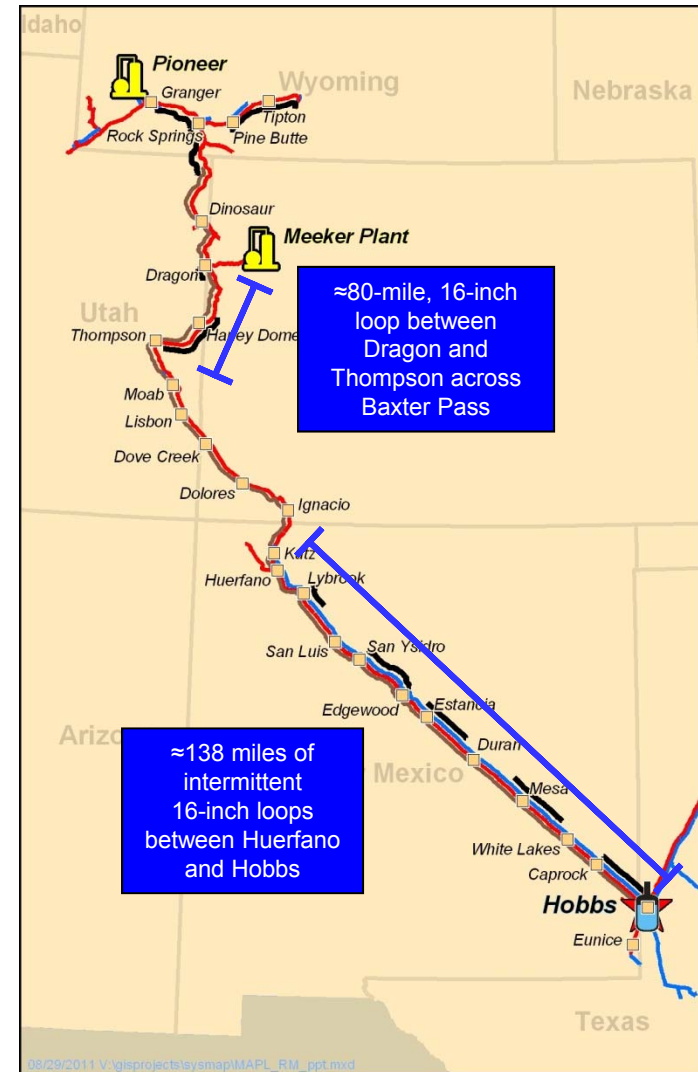 Idaho
Pioneer
Wyoming
Nebraska
Granger
Tipton
Rock Springs
Pine Butte
Dinosaur
Meeker Plant
Dragon
Utah
≈80-mile, 16-inch
loop between
Dragon and
Thompson across
Baxter Pass
Thompson
Harley Dome
Moab
Lisbon
Dove Creek
Dolores
Ignacio
Kutz
Huerfano
Lybrook
San Luis
San Ysidro
Edgewood
Estancia
Arizo
≈138 miles of
intermittent
16-inch loops
between Huerfano
and Hobbs
Duran
Mexico
Mesa
White Lakes
Caprock
Hobbs
Eunice
Texas
08/29/2011 V:\gisprojects\sysmap\MAPL_RM_ppt.mxd